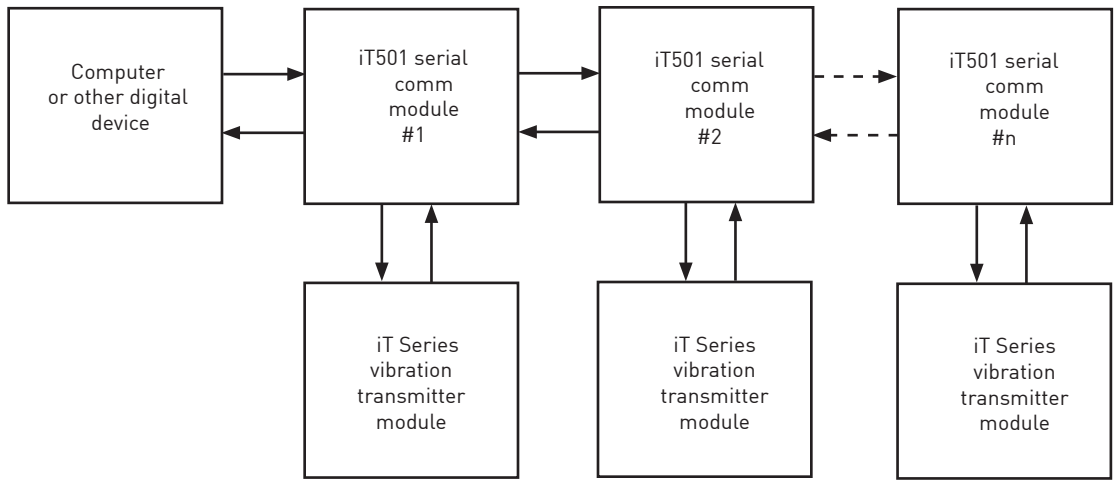 Computer
or other digital
device
iT501 serial
comm
module
#1
iT501 serial
comm
module
#2
iT501 serial
comm
module
#n
iT Series
vibration
transmitter
module
iT Series
vibration
transmitter
module
iT Series
vibration
transmitter
module